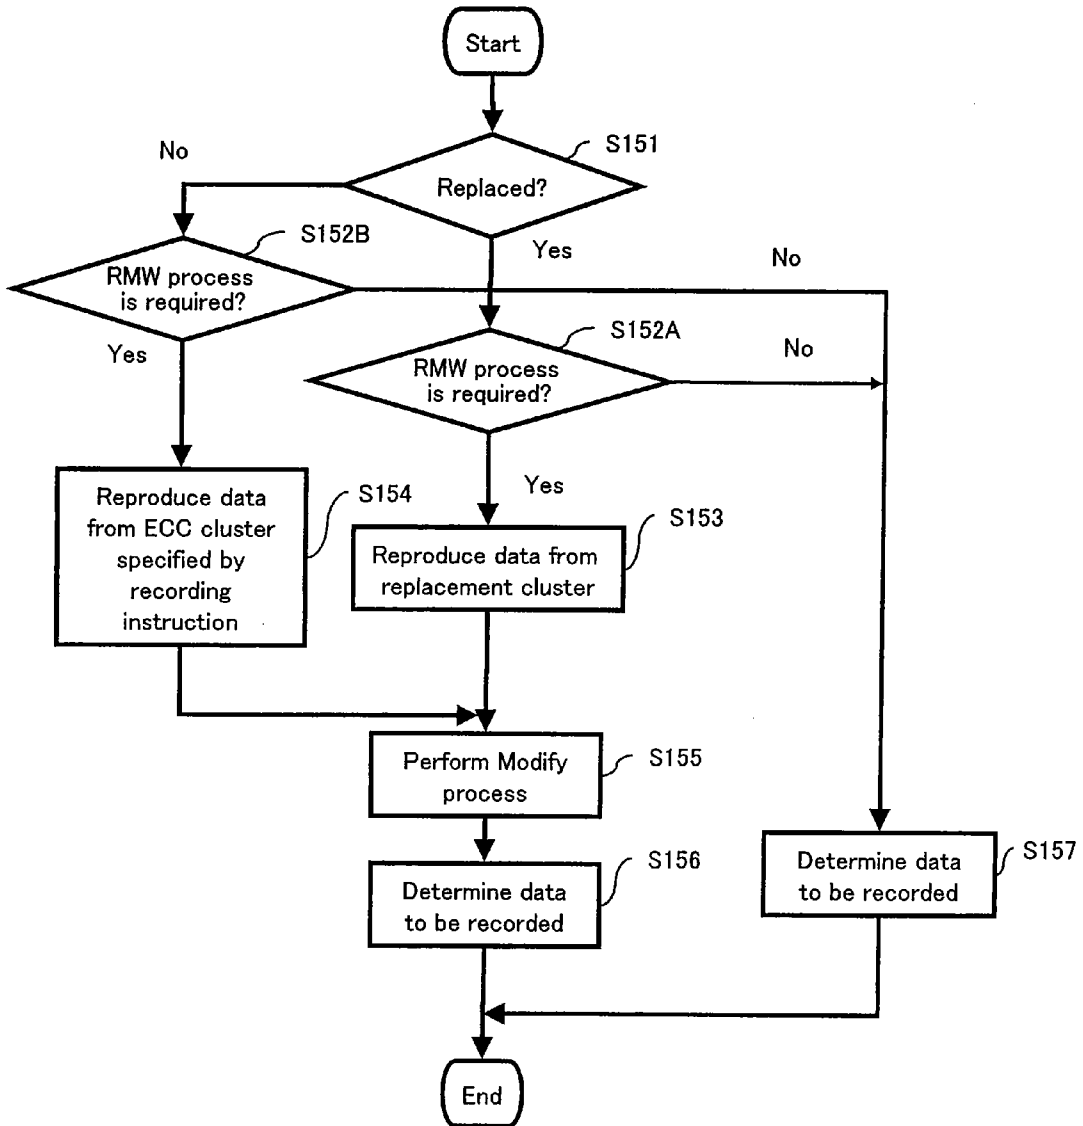 Start
S151
No
Replaced?
S152B
Yes
No
RMW process
is required?
S152A
Yes
No
RMW process
is required?
Reproduce data
from ECC cluster
specified by
recording
instruction
S154
Yes
S153
Reproduce data from
replacement cluster
Perform Modify
process
S155
Determine data
to be recorded
S156
Determine data
to be recorded
S157
End